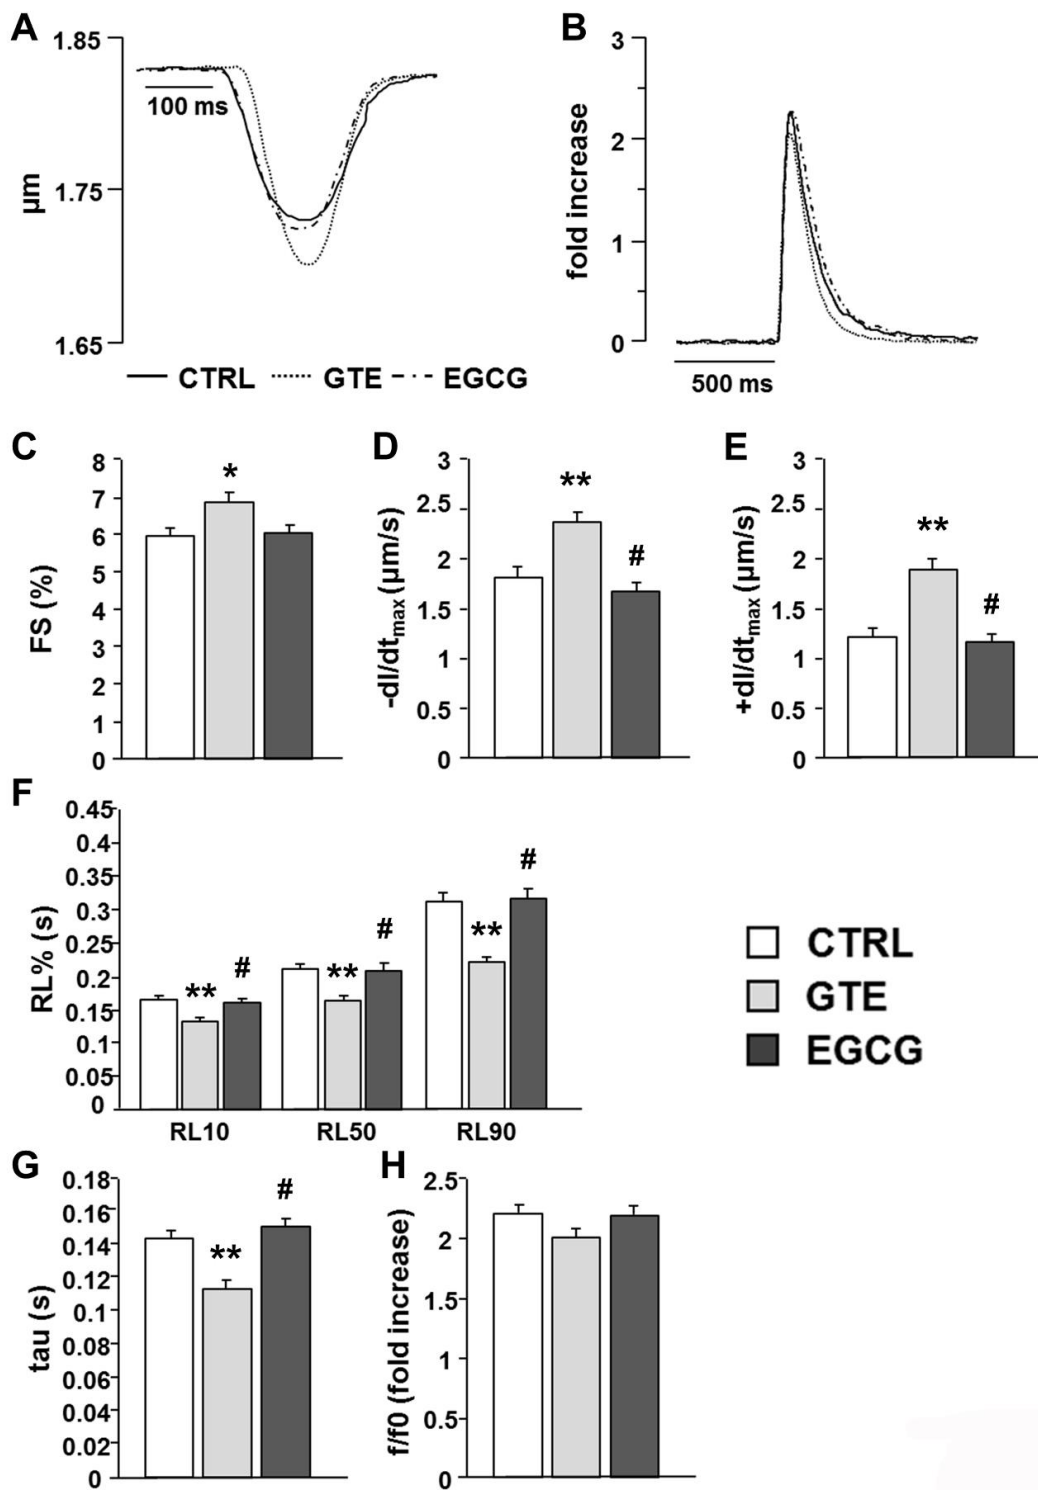 A
1.85
1.75
1.65
µm
100 ms
CTRL GTE EGCG
B
3
2
1
0
fold increase
500 ms
C
8
7
6
5
4
3
2
1
0
FS (%)
*
D
3
2.5
2
1.5
1
0.5
0
-dl/dtmax (µm/s)
**
#
E
3
2.5
2
1.5
1
0.5
0
+dl/dtmax (µm/s)
**
#
F
0.45
0.4
0.35
0.3
0.25
0.2
0.15
0.1
0.05
0
RL% (s)
** #
** #
** #
RL10 RL50 RL90
CTRL
GTE
EGCG
G
0.18
0.16
0.14
0.12
0.1
0.08
0.06
0.04
0.02
0
tau (s)
**
#
H
2.5
2
1.5
1
0.5
0
f/f0 (fold increase)